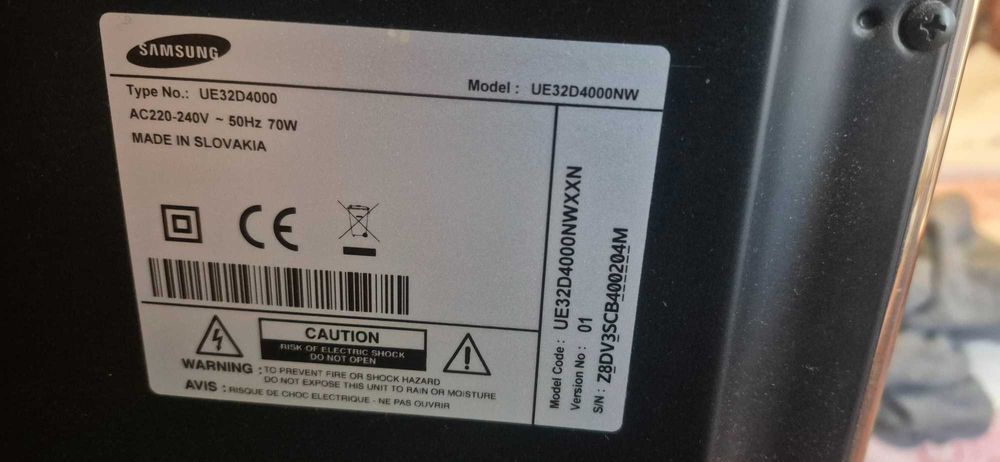 SAMSUNG
Type No.: UE32D4000
Model : UE32D4000NW
AC220-240V ~ 50Hz 70W
MADE IN SLOVAKIA
CE
CAUTION
RISK OF ELECTRIC SHOCK
DO NOT OPEN
WARNING : TO PREVENT FIRE OR SHOCK HAZARD
DO NOT EXPOSE THIS UNIT TO RAIN OR MOISTURE
AVIS : RISQUE DE CHOC ELECTRIQUE - NE PAS OUVRIR
Model Code : UE32D4000NWXXN
Version No : 01
S/N : Z8DV3SCB400204M